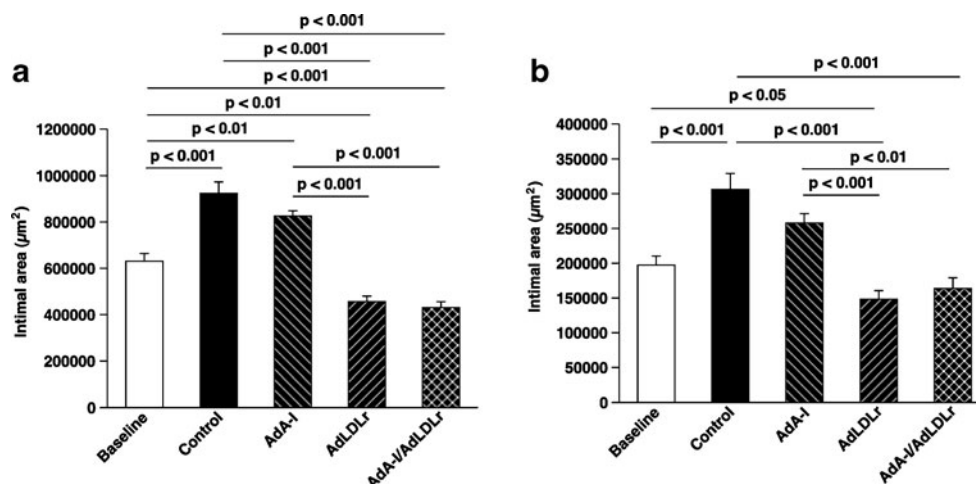 a
p < 0.001
p < 0.001
p < 0.001
p < 0.01
p < 0.01
p < 0.001
p < 0.001
p < 0.001
Intimal area (µm²)
1200000
1000000
800000
600000
400000
200000
0
Baseline
Control
AdA-I
AdLDLr
AdA-I/AdLDLr
b
p < 0.001
p < 0.05
p < 0.001
p < 0.001
p < 0.01
p < 0.001
Intimal area (µm²)
400000
350000
300000
250000
200000
150000
100000
50000
0
Baseline
Control
AdA-I
AdLDLr
AdA-I/AdLDLr